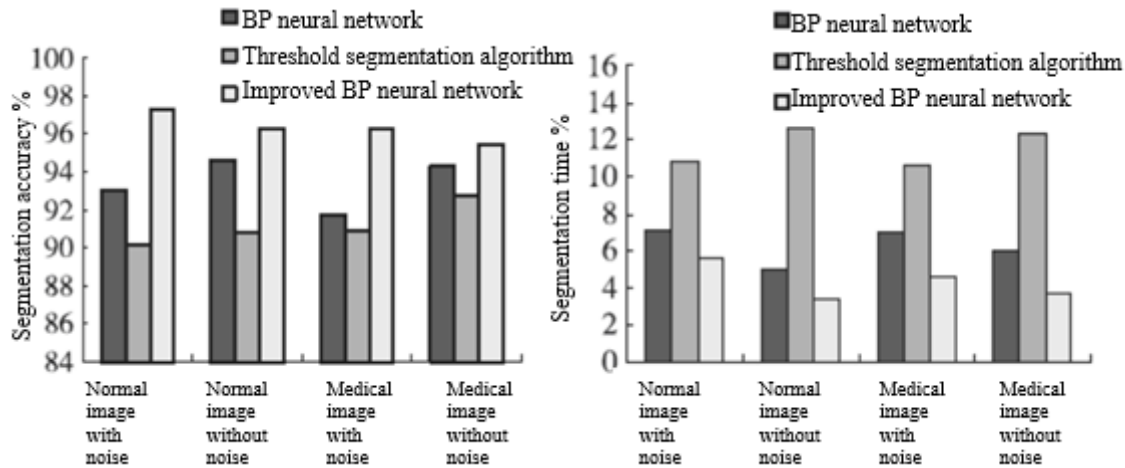 BP neural network
Threshold segmentation algorithm
Improved BP neural network
Segmentation accuracy %
100
98
96
94
92
90
88
86
84
Normal
image
with
noise
Normal
image
without
noise
Medical
image
with
noise
Medical
image
without
noise
BP neural network
Threshold segmentation algorithm
Improved BP neural network
Segmentation time %
16
14
12
10
8
6
4
2
0
Normal
image
with
noise
Normal
image
without
noise
Medical
image
with
noise
Medical
image
without
noise